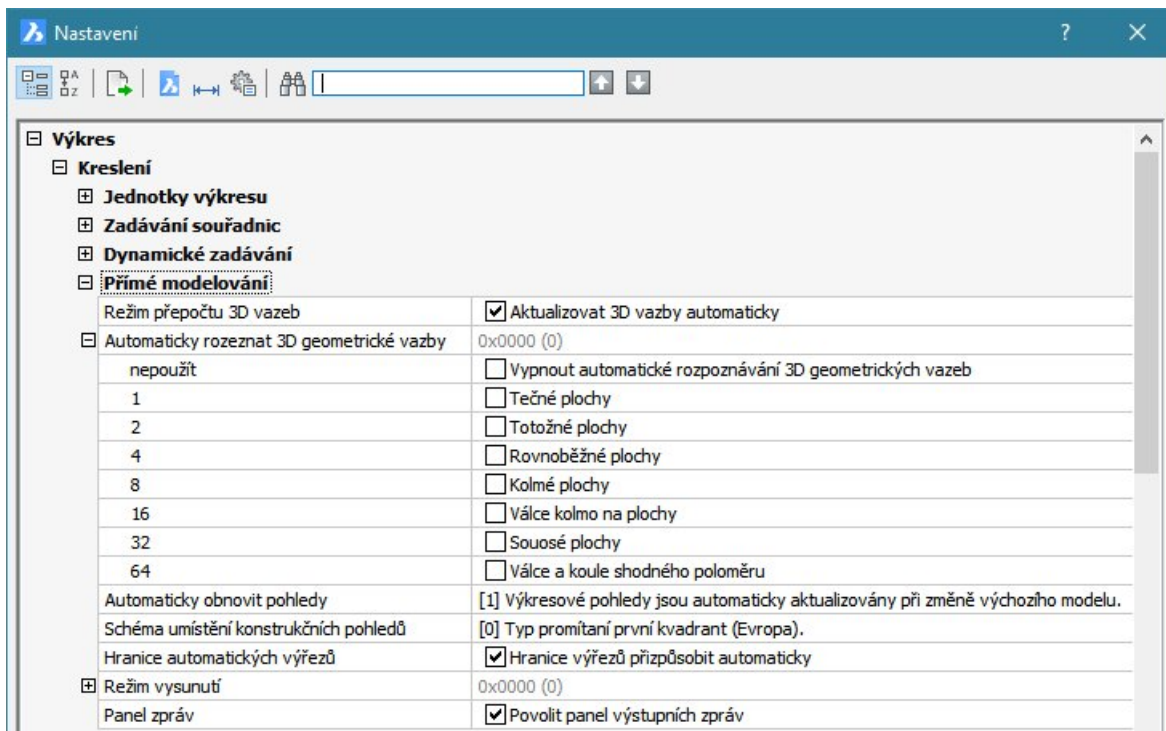 Nastavení
Výkres
Kreslení
Jednotky výkresu
Zadávání souřadnic
Dynamické zadávání
Přímé modelování
Režim přepočtu 3D vazeb Aktualizovat 3D vazby automaticky
Automaticky rozeznat 3D geometrické vazby 0x0000 (0)
nepoužít Vypnout automatické rozpoznávání 3D geometrických vazeb
1 Tečné plochy
2 Totožné plochy
4 Rovnoběžné plochy
8 Kolmé plochy
16 Válce kolmo na plochy
32 Souosé plochy
64 Válce a koule shodného poloměru
Automaticky obnovit pohledy [1] Výkresové pohledy jsou automaticky aktualizovány při změně výchozího modelu.
Schéma umístění konstrukčních pohledů [0] Typ promítaní první kvadrant (Evropa).
Hranice automatických výřezů Hranice výřezů přizpůsobit automaticky
Režim vysunutí 0x0000 (0)
Panel zpráv Povolit panel výstupních zpráv